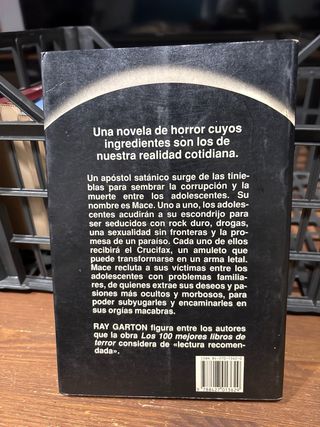 Una novela de horror cuyos
ingredientes son los de
nuestra realidad cotidiana.
Un apóstol satánico surge de las tinie-
blas para sembrar la corrupción y la
muerte entre los adolescentes. Su
nombre es Mace. Uno a uno, los adoles-
centes acudirán a su escondrijo para
ser seducidos con rock duro, drogas,
una sexualidad sin fronteras y la pro-
mesa de un paraíso. Cada uno de ellos
recibirá el Crucifax, un amuleto que
puede transformarse en un arma letal.
Mace recluta a sus víctimas entre los
adolescentes con problemas familia-
res, de quienes extrae sus deseos y pa-
siones más ocultos y morbosos, para
poder subyugarles y encaminarles en
sus orgías macabras.
RAY GARTON figura entre los autores
que la obra Los 100 mejores libros de
terror considera de «lectura recomen-
dada».